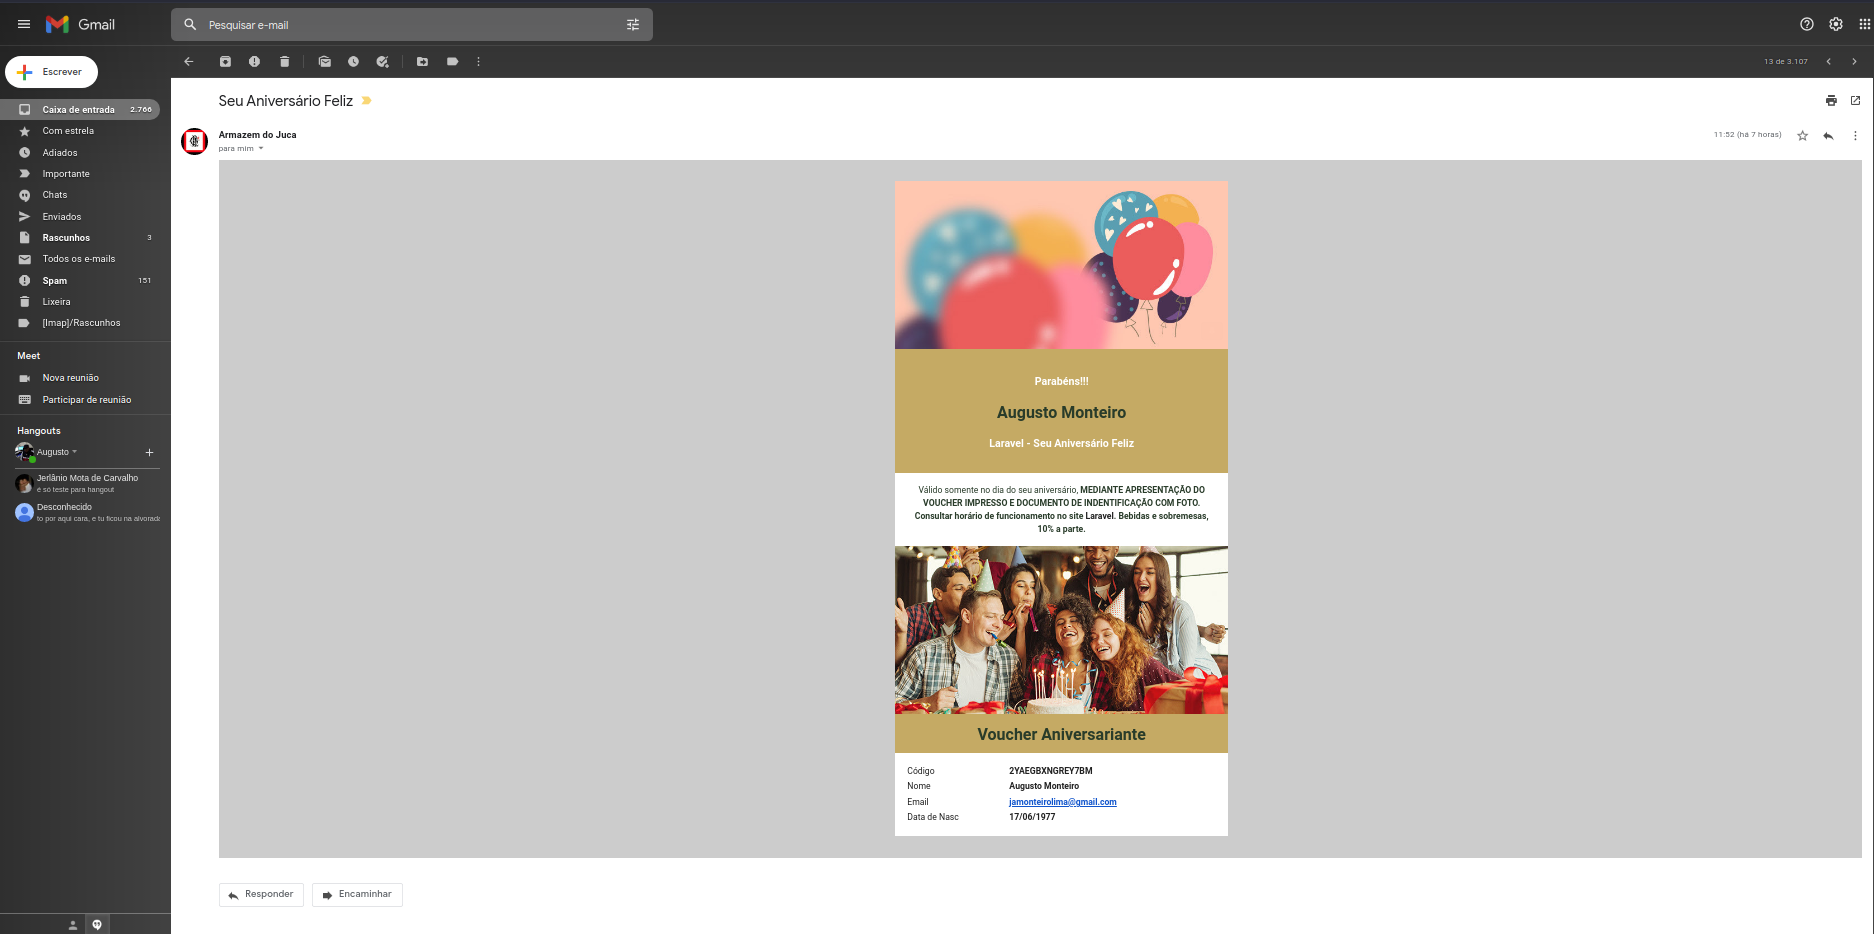 Gmail
Pesquisar e-mail
Escrever
13 de 3.107
Caixa de entrada 2.766
Com estrela
Adiados
Importante
Chats
Enviados
Rascunhos 3
Todos os e-mails
Spam 151
Lixeira
[Imap]/Rascunhos
Meet
Nova reunião
Participar de reunião
Hangouts
Augusto
Jerlânio Mota de Carvalho
é só teste para hangout
Desconhecido
to por aqui cara, e tu ficou na alvorada
Seu Aniversário Feliz
Armazem do Juca
11:52 (há 7 horas)
para mim
Parabéns!!!
Augusto Monteiro
Laravel - Seu Aniversário Feliz
Válido somente no dia do seu aniversário, MEDIANTE APRESENTAÇÃO DO
VOUCHER IMPRESSO E DOCUMENTO DE INDENTIFICAÇÃO COM FOTO.
Consultar horário de funcionamento no site Laravel. Bebidas e sobremesas,
10% a parte.
Voucher Aniversariante
Código 2YAEGBXNGREY7BM
Nome Augusto Monteiro
Email jamonteirolima@gmail.com
Data de Nasc 17/06/1977
Responder
Encaminhar